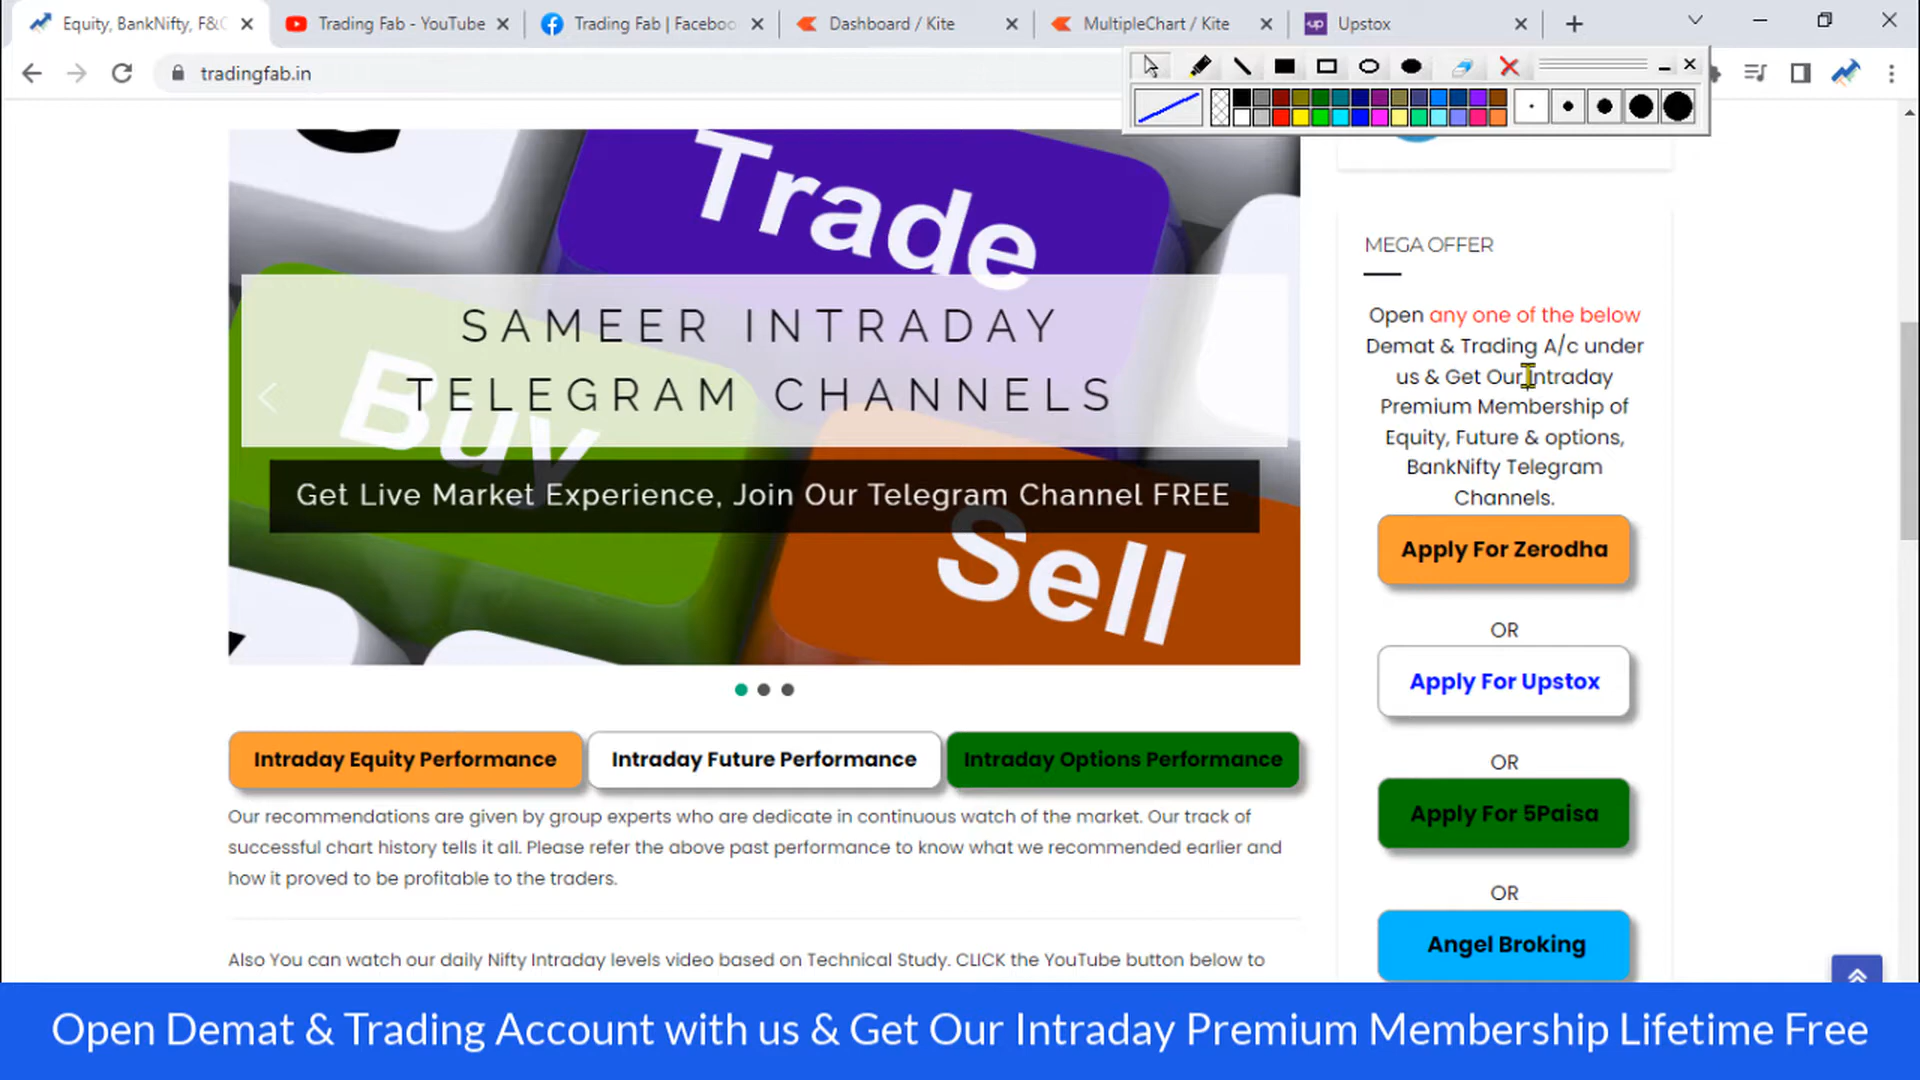 Equity, BankNifty, F&O
Trading Fab - YouTube
Trading Fab | Faceboo
Dashboard / Kite
MultipleChart / Kite
up
Upstox
tradingfab.in
Trade
Buy
Sell
SAMEER INTRADAY
TELEGRAM CHANNELS
Get Live Market Experience, Join Our Telegram Channel FREE
Intraday Equity Performance
Intraday Future Performance
Intraday Options Performance
Our recommendations are given by group experts who are dedicate in continuous watch of the market. Our track of
successful chart history tells it all. Please refer the above past performance to know what we recommended earlier and
how it proved to be profitable to the traders.
Also You can watch our daily Nifty Intraday levels video based on Technical Study. CLICK the YouTube button below to
MEGA OFFER
Open any one of the below
Demat & Trading A/c under
us & Get Our Intraday
Premium Membership of
Equity, Future & options,
BankNifty Telegram
Channels.
Apply For Zerodha
OR
Apply For Upstox
OR
Apply For 5Paisa
OR
Angel Broking
Open Demat & Trading Account with us & Get Our Intraday Premium Membership Lifetime Free